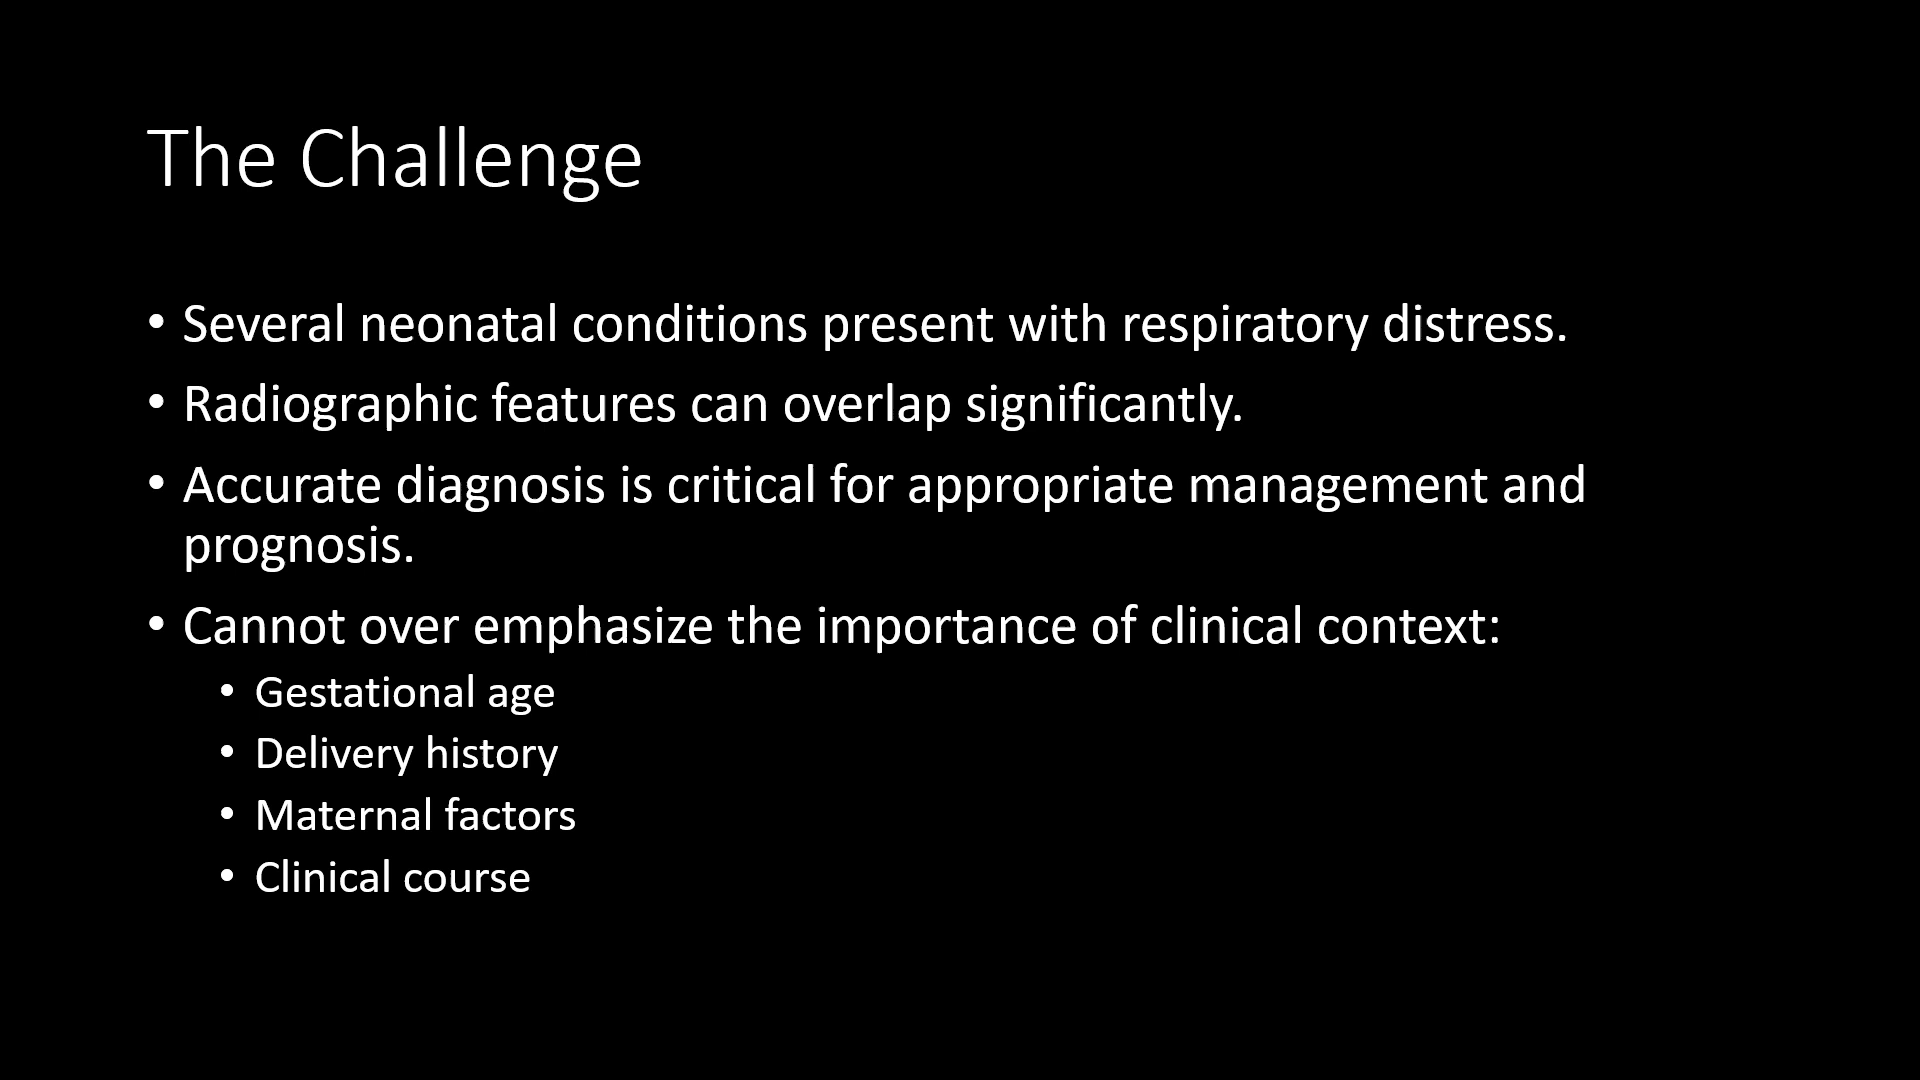 The Challenge
• Several neonatal conditions present with respiratory distress.
• Radiographic features can overlap significantly.
• Accurate diagnosis is critical for appropriate management and
prognosis.
• Cannot over emphasize the importance of clinical context:
• Gestational age
• Delivery history
• Maternal factors
• Clinical course